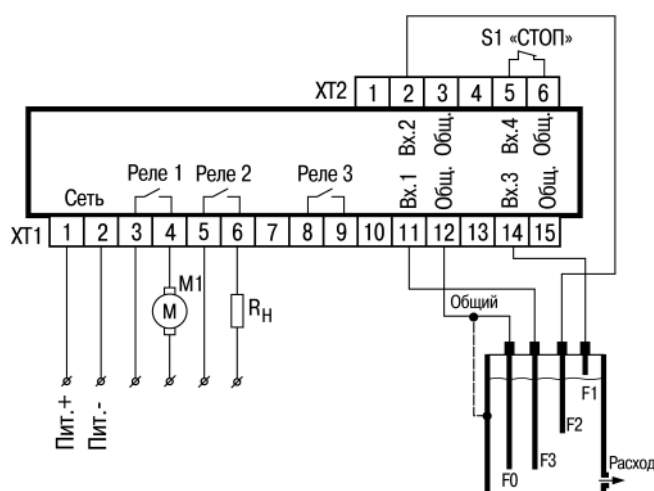 S1 «СТОП»
XT2 1 2 3 4 5 6
Вх.2 Общ. Вх.4 Общ.
Реле 1 Реле 2 Реле 3
Сеть
Вх.1 Общ. Вх.3 Общ.
XT1 1 2 3 4 5 6 7 8 9 10 11 12 13 14 15
M1
M
Rн
Общий
Пит.+
Пит.-
F1
F2
F3
F0
Расход